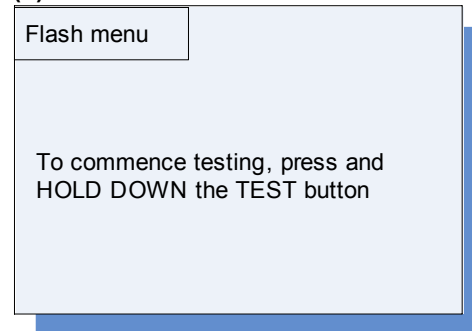 Flash menu
To commence testing, press and
HOLD DOWN the TEST button